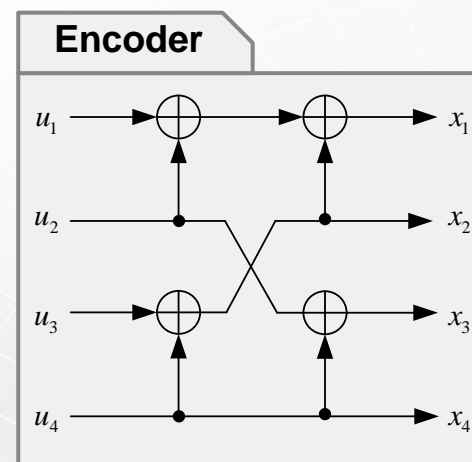 Encoder
u₁ x₁
u₂ x₂
u₃ x₃
u₄ x₄